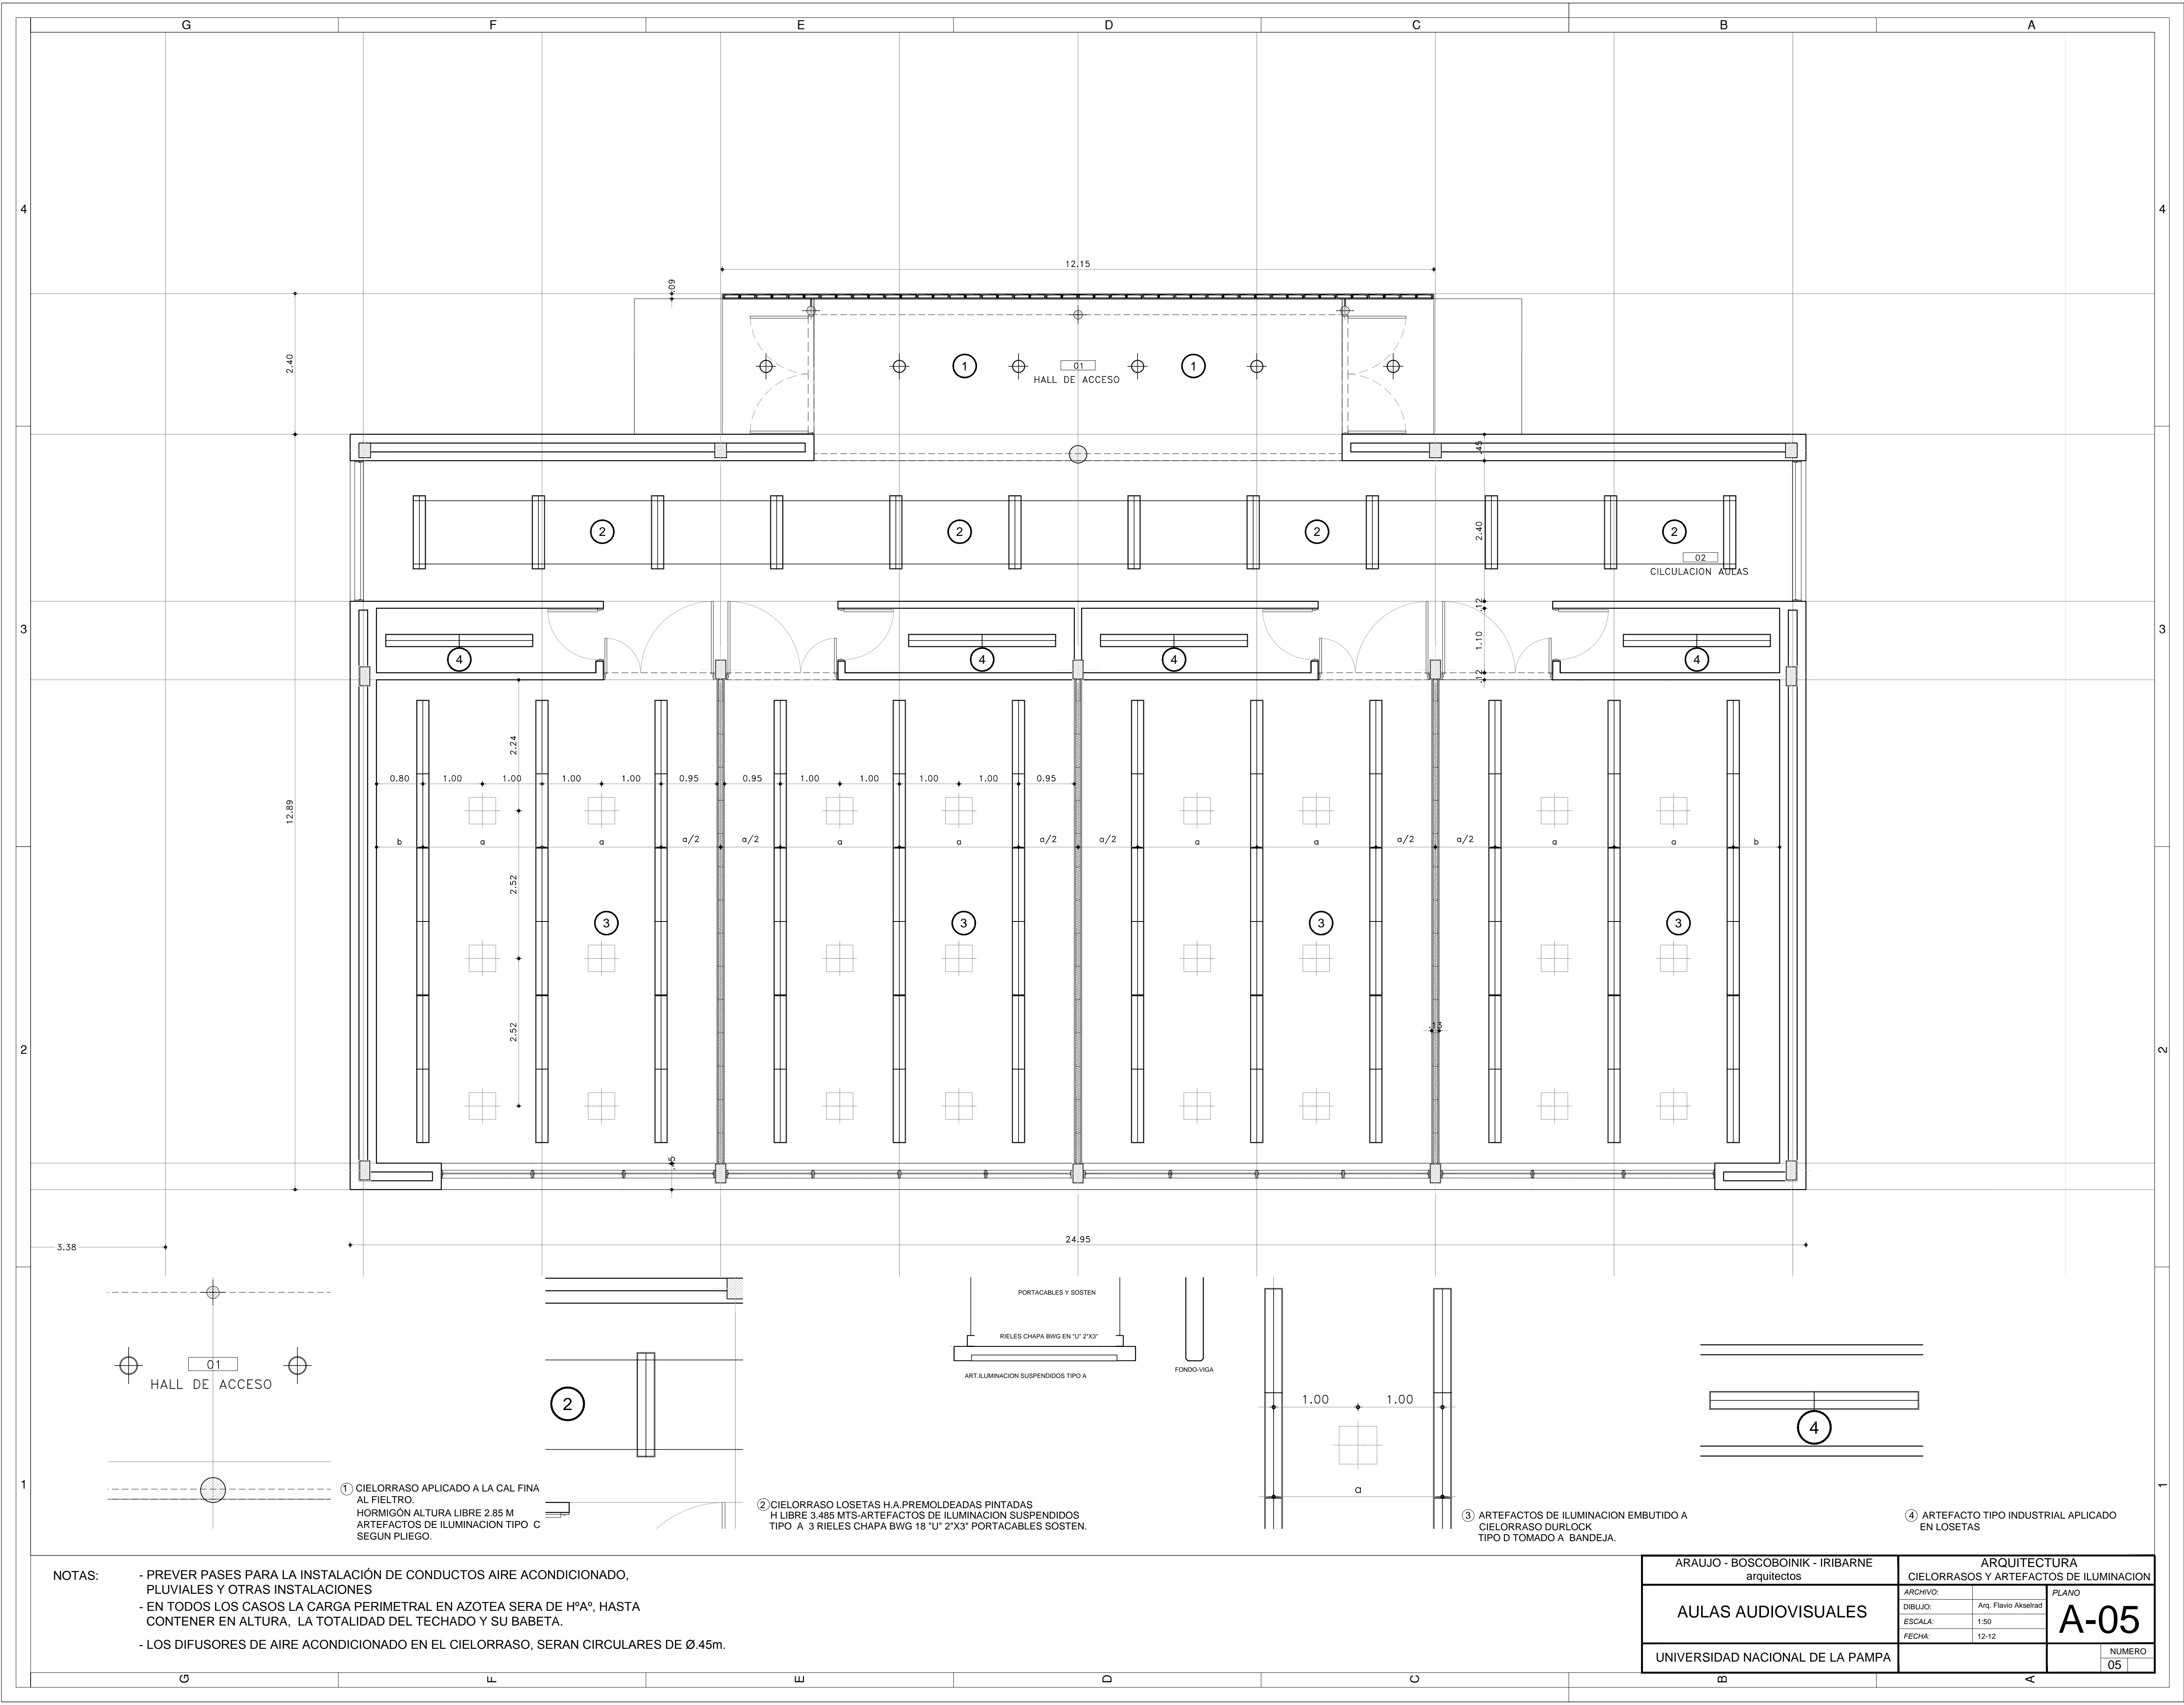 G F E D C B A
4 4
12.15
.09
2.40
1 1
01
HALL DE ACCESO
.45
2 2 2 2
2.40
02
CILCULACION AULAS
3 3
.12
1.10
.12
4 4 4 4
2.24
0.80 1.00 1.00 1.00 1.00 0.95 0.95 1.00 1.00 1.00 1.00 0.95
12.89
b a a a/2 a/2 a a a/2 a/2 a a a/2 a/2 a a b
2.52
3 3 3 3
2.52
.13
2 2
.45
24.95
3.38
01
HALL DE ACCESO
1 CIELORRASO APLICADO A LA CAL FINA
AL FIELTRO.
HORMIGÓN ALTURA LIBRE 2.85 M
ARTEFACTOS DE ILUMINACION TIPO C
SEGUN PLIEGO.
2
PORTACABLES Y SOSTEN
RIELES CHAPA BWG EN "U" 2"X3"
ART.ILUMINACION SUSPENDIDOS TIPO A
FONDO-VIGA
2 CIELORRASO LOSETAS H.A.PREMOLDEADAS PINTADAS
H LIBRE 3.485 MTS-ARTEFACTOS DE ILUMINACION SUSPENDIDOS
TIPO A 3 RIELES CHAPA BWG 18 "U" 2"X3" PORTACABLES SOSTEN.
1.00 1.00
a
3 ARTEFACTOS DE ILUMINACION EMBUTIDO A
CIELORRASO DURLOCK
TIPO D TOMADO A BANDEJA.
4
4 ARTEFACTO TIPO INDUSTRIAL APLICADO
EN LOSETAS
1 1
NOTAS:
- PREVER PASES PARA LA INSTALACIÓN DE CONDUCTOS AIRE ACONDICIONADO,
PLUVIALES Y OTRAS INSTALACIONES
- EN TODOS LOS CASOS LA CARGA PERIMETRAL EN AZOTEA SERA DE HºAº, HASTA
CONTENER EN ALTURA, LA TOTALIDAD DEL TECHADO Y SU BABETA.
- LOS DIFUSORES DE AIRE ACONDICIONADO EN EL CIELORRASO, SERAN CIRCULARES DE Ø.45m.
ARAUJO - BOSCOBOINIK - IRIBARNE
arquitectos
AULAS AUDIOVISUALES
UNIVERSIDAD NACIONAL DE LA PAMPA
ARQUITECTURA
CIELORRASOS Y ARTEFACTOS DE ILUMINACION
ARCHIVO:
DIBUJO: Arq. Flavio Akselrad
ESCALA: 1:50
FECHA: 12-12
PLANO
A-05
NUMERO
05
G F E D C B A